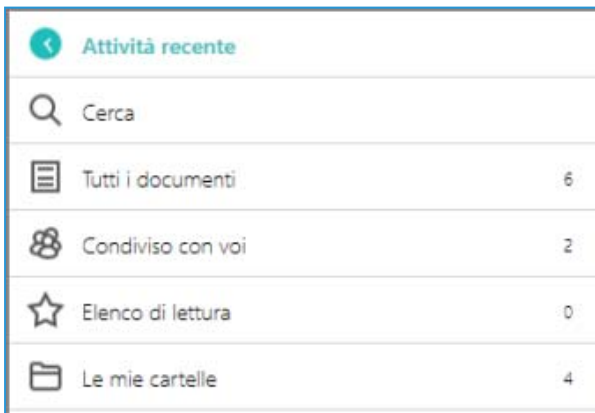 Attività recente
Cerca
Tutti i documenti 6
Condiviso con voi 2
Elenco di lettura 0
Le mie cartelle 4